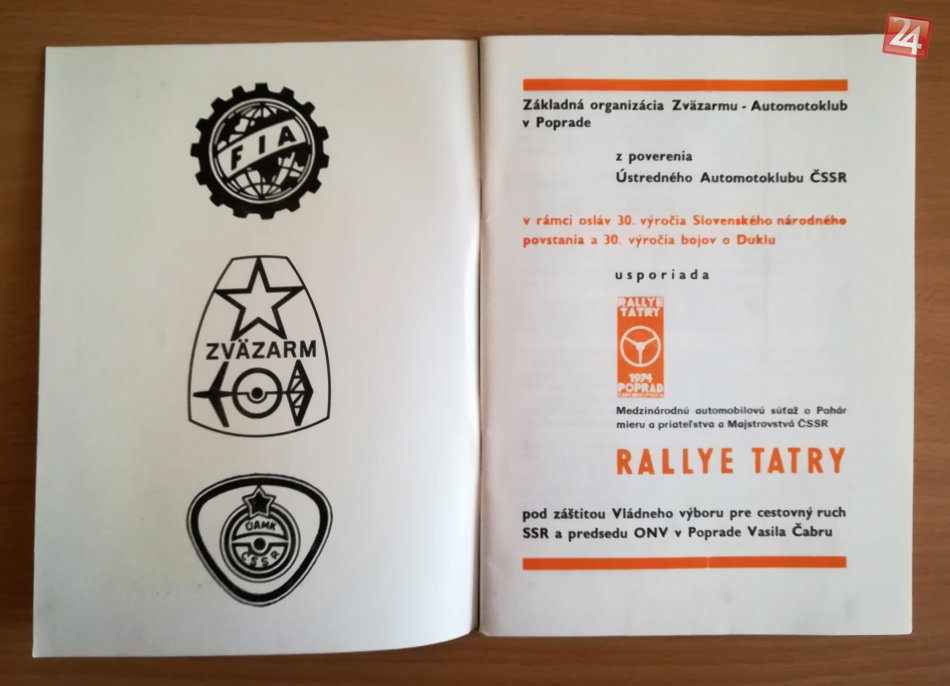 24
FIA
ZVÄZARM
ÚAMK
ČSSR
Základná organizácia Zväzarmu - Automotoklub
v Poprade
z poverenia
Ústredného Automotoklubu ČSSR
v rámci osláv 30. výročia Slovenského národného
povstania a 30. výročia bojov o Duklu
usporiada
RALLYE
TATRY
1974
POPRAD
Medzinárodnú automobilovú súťaž o Pohár
mieru a priateľstva a Majstrovstvá ČSSR
RALLYE TATRY
pod záštitou Vládneho výboru pre cestovný ruch
SSR a predsedu ONV v Poprade Vasila Čabru